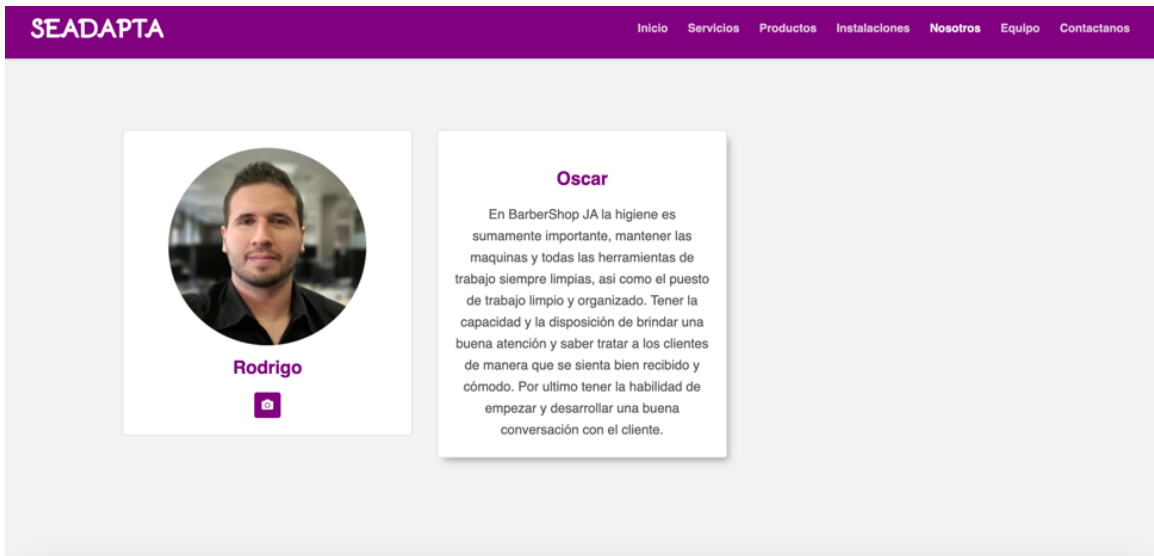 SEADAPTA
Inicio Servicios Productos Instalaciones Nosotros Equipo Contactanos
Rodrigo
Oscar
En BarberShop JA la higiene es
sumamente importante, mantener las
maquinas y todas las herramientas de
trabajo siempre limpias, asi como el puesto
de trabajo limpio y organizado. Tener la
capacidad y la disposición de brindar una
buena atención y saber tratar a los clientes
de manera que se sienta bien recibido y
cómodo. Por ultimo tener la habilidad de
empezar y desarrollar una buena
conversación con el cliente.